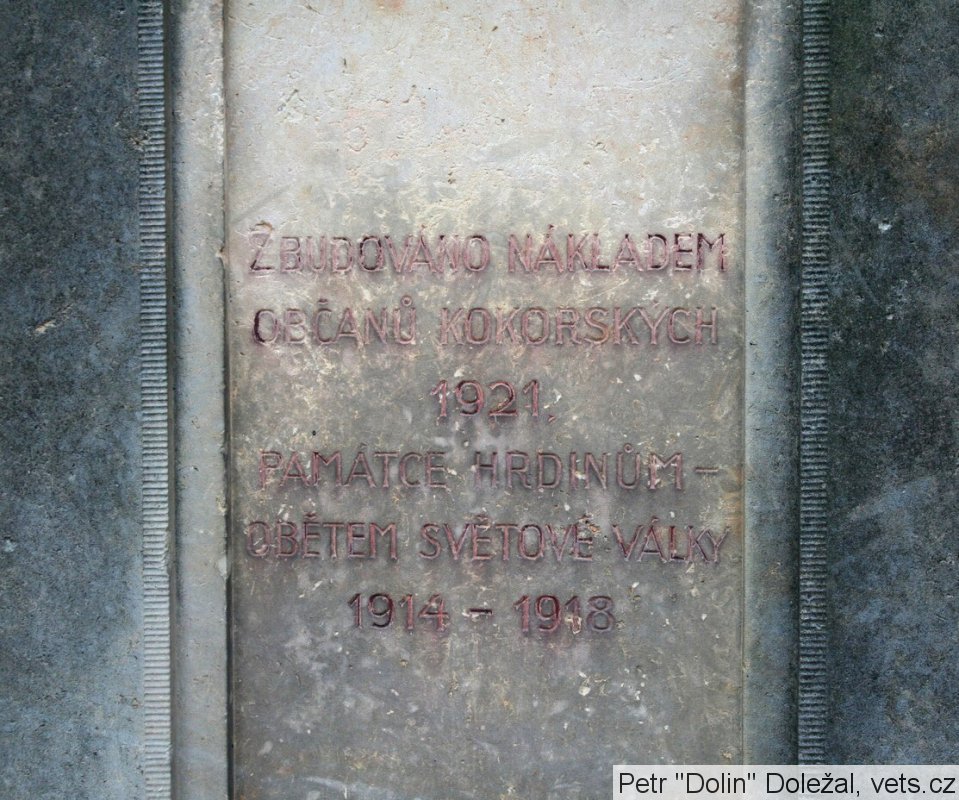 ZBUDOVÁNO NÁKLADEM
OBČANŮ KOKORSKÝCH
1921.
PAMÁTCE HRDINŮM –
OBĚTEM SVĚTOVÉ VÁLKY
1914 – 1918
Petr "Dolin" Doležal, vets.cz